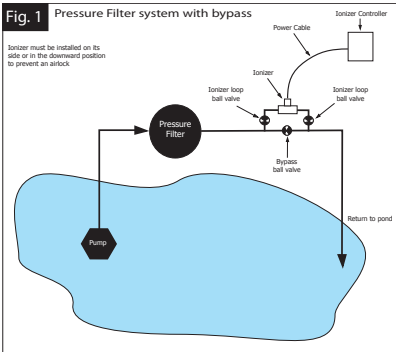 Fig. 1 Pressure Filter system with bypass
Ionizer Controller
Power Cable
Ionizer must be installed on its
side or in the downward position
to prevent an airlock
Ionizer
Ionizer loop
ball valve
Ionizer loop
ball valve
Pressure
Filter
Bypass
ball valve
Return to pond
Pump